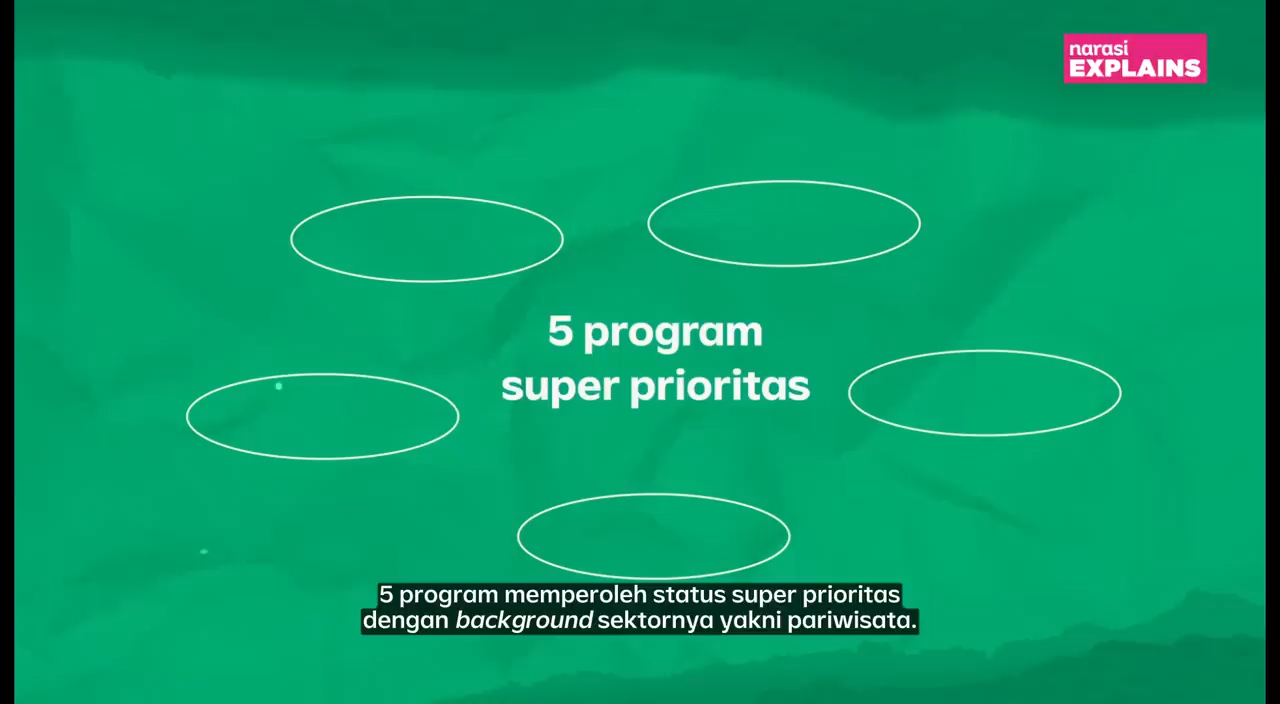 narasi
EXPLAINS
5 program
super prioritas
5 program memperoleh status super prioritas
dengan background sektornya yakni pariwisata.